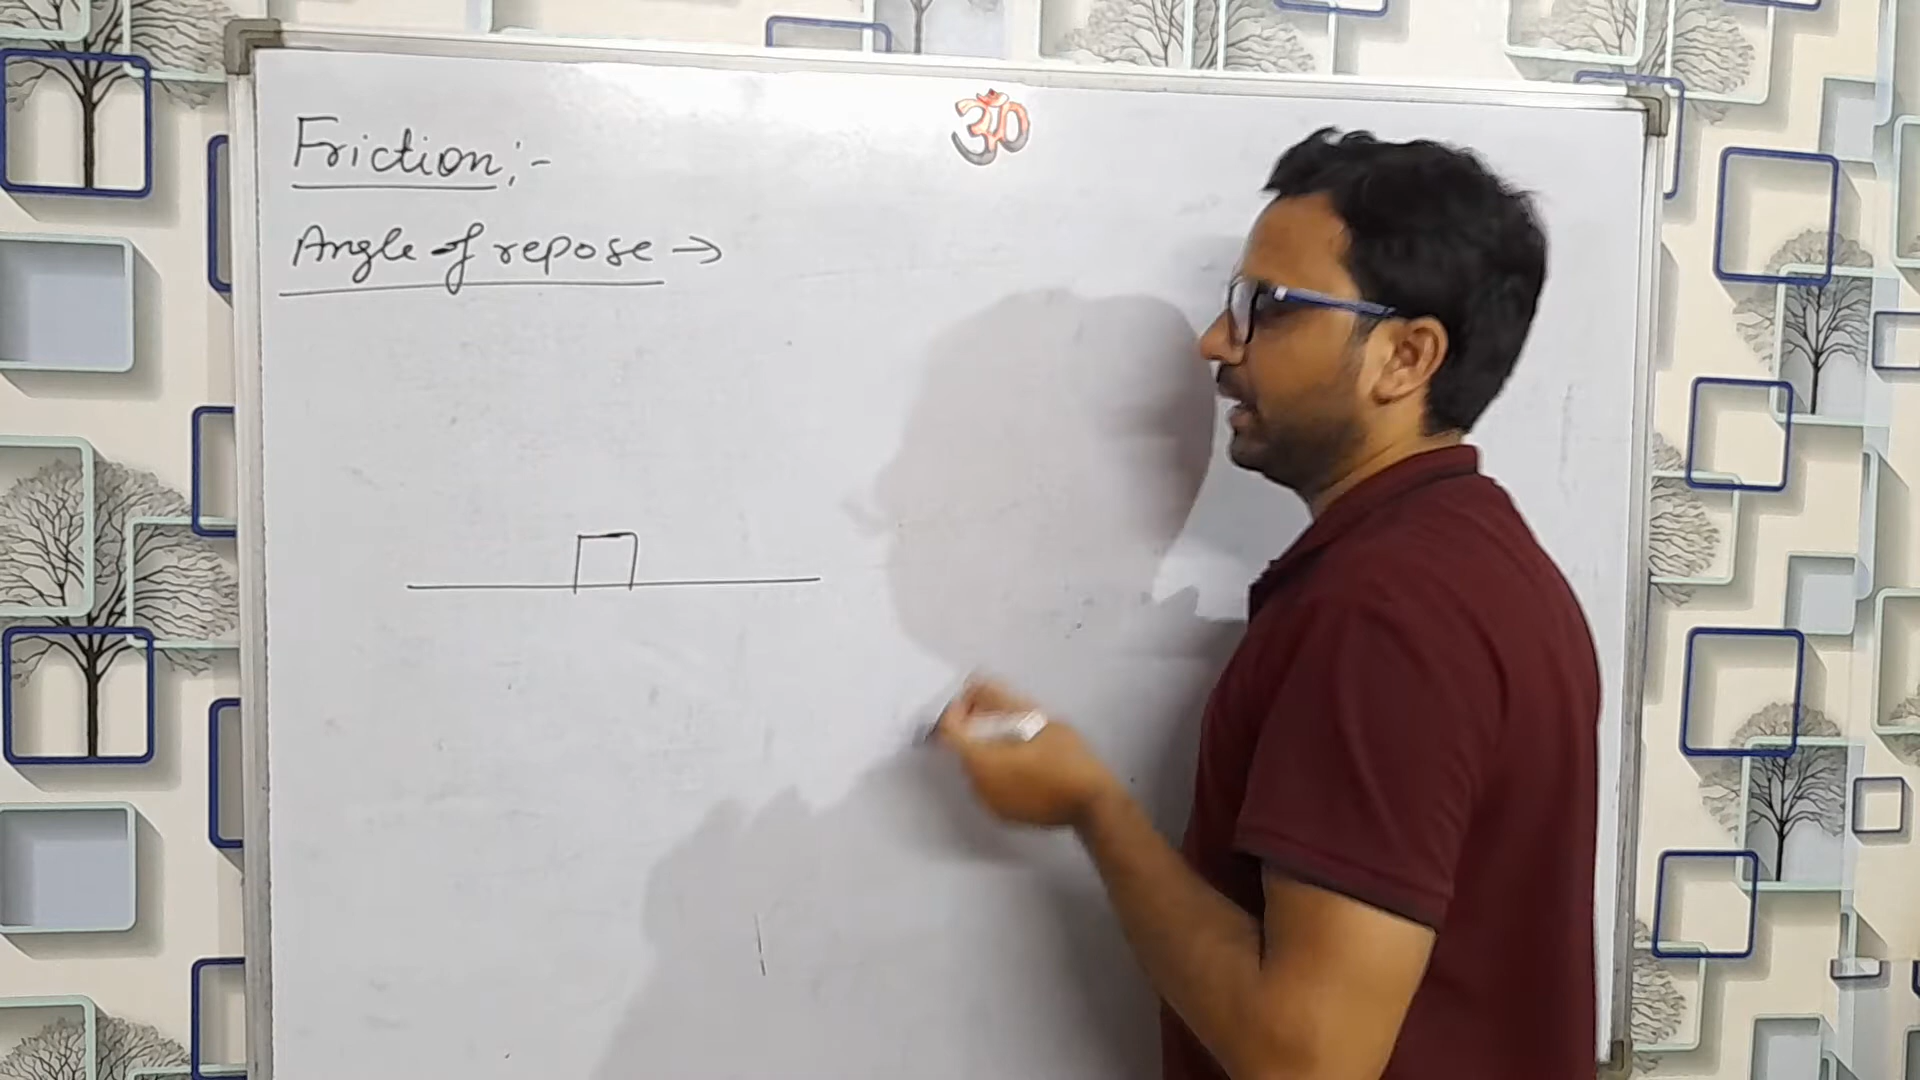 Friction:-
ॐ
Angle of repose →